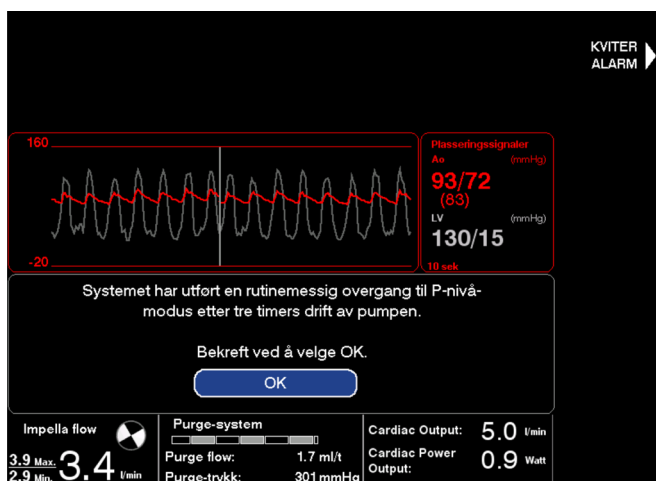 KVITER
ALARM
160
-20
Plasseringssignaler
Ao (mmHg)
93/72
(83)
LV (mmHg)
130/15
10 sek
Systemet har utført en rutinemessig overgang til P-nivå-
modus etter tre timers drift av pumpen.
Bekreft ved å velge OK.
OK
Impella flow
3.9 Max.
2.9 Min.
3.4 l/min
Purge-system
Purge flow: 1.7 ml/t
Purge-trykk: 301 mmHg
Cardiac Output: 5.0 l/min
Cardiac Power
Output: 0.9 Watt